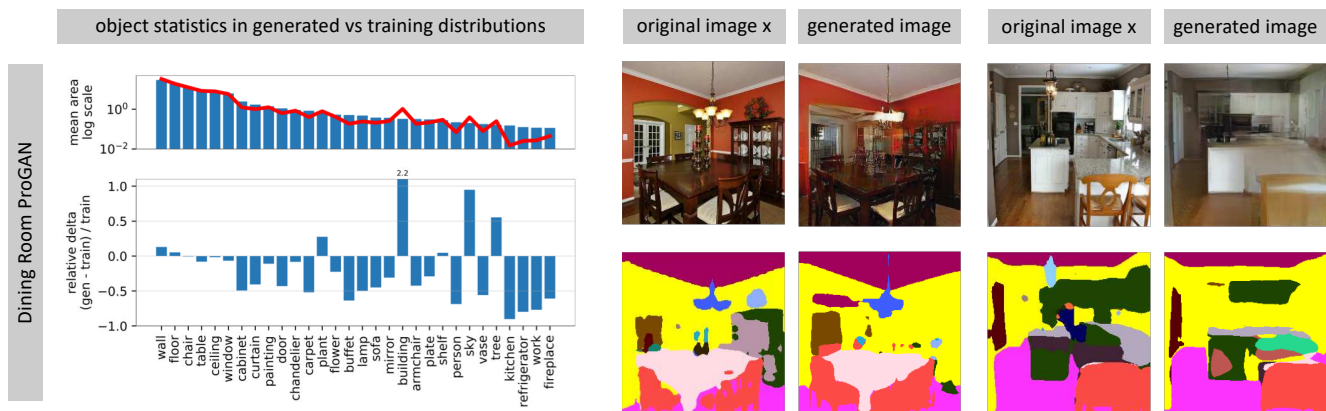 object statistics in generated vs training distributions
original image x
generated image
original image x
generated image
Dining Room ProGAN
mean area
log scale
10⁰
10⁻²
relative delta
(gen - train) / train
1.0
0.5
0.0
−0.5
−1.0
2.2
wall
floor
chair
table
ceiling
window
cabinet
curtain
painting
door
chandelier
carpet
plant
flower
buffet
lamp
sofa
mirror
building
armchair
plate
shelf
person
sky
vase
tree
kitchen
refrigerator
work
fireplace